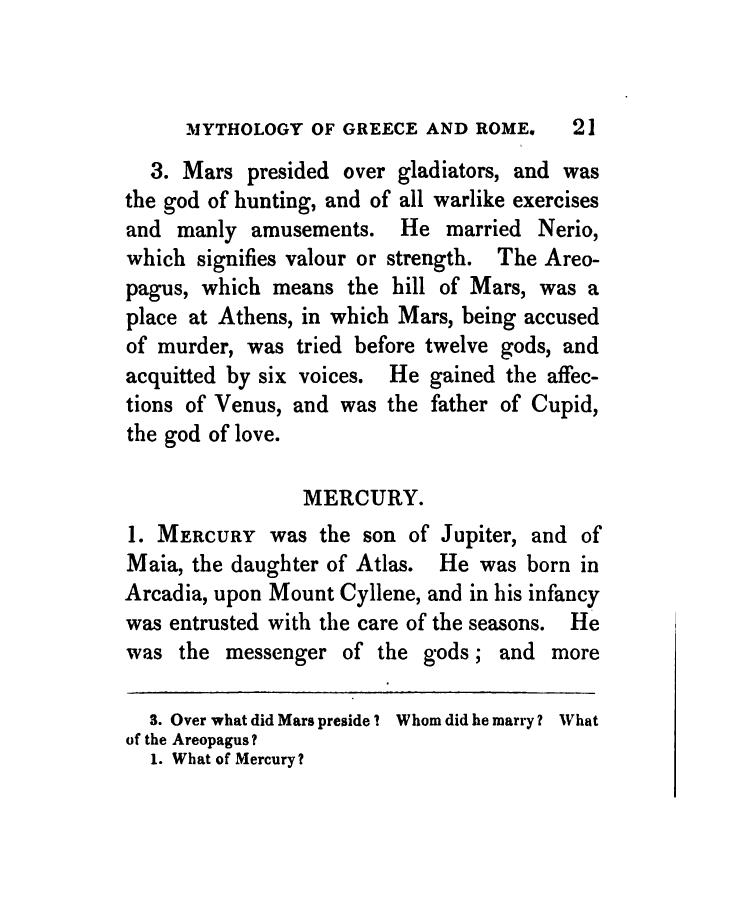 MYTHOLOGY OF GREECE AND ROME. 21
3. Mars presided over gladiators, and was
the god of hunting, and of all warlike exercises
and manly amusements. He married Nerio,
which signifies valour or strength. The Areo-
pagus, which means the hill of Mars, was a
place at Athens, in which Mars, being accused
of murder, was tried before twelve gods, and
acquitted by six voices. He gained the affec-
tions of Venus, and was the father of Cupid,
the god of love.
MERCURY.
1. MERCURY was the son of Jupiter, and of
Maia, the daughter of Atlas. He was born in
Arcadia, upon Mount Cyllene, and in his infancy
was entrusted with the care of the seasons. He
was the messenger of the gods; and more
3. Over what did Mars preside? Whom did he marry? What
of the Areopagus?
1. What of Mercury?